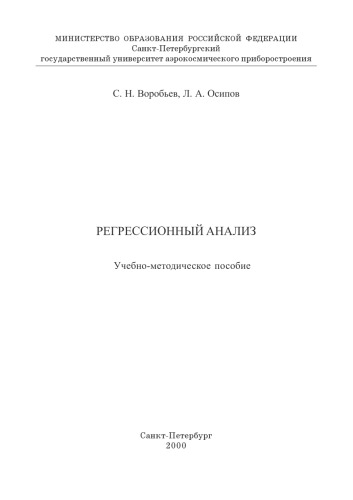 МИНИСТЕРСТВО ОБРАЗОВАНИЯ РОССИЙСКОЙ ФЕДЕРАЦИИ
Санкт-Петербургский
государственный университет аэрокосмического приборостроения
С. Н. Воробьев, Л. А. Осипов
РЕГРЕССИОННЫЙ АНАЛИЗ
Учебно-методическое пособие
Санкт-Петербург
2000